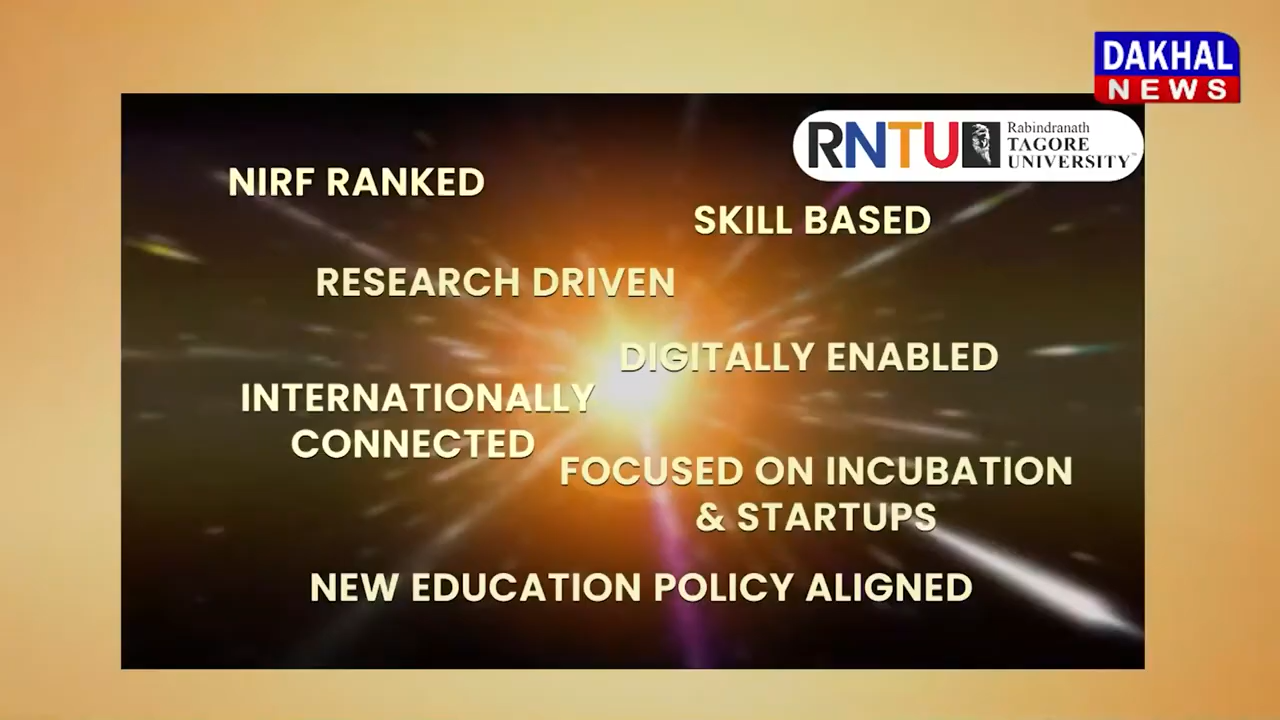 DAKHAL
NEWS
RNTU
Rabindranath
TAGORE
UNIVERSITY™
NIRF RANKED
SKILL BASED
RESEARCH DRIVEN
DIGITALLY ENABLED
INTERNATIONALLY
CONNECTED
FOCUSED ON INCUBATION
& STARTUPS
NEW EDUCATION POLICY ALIGNED